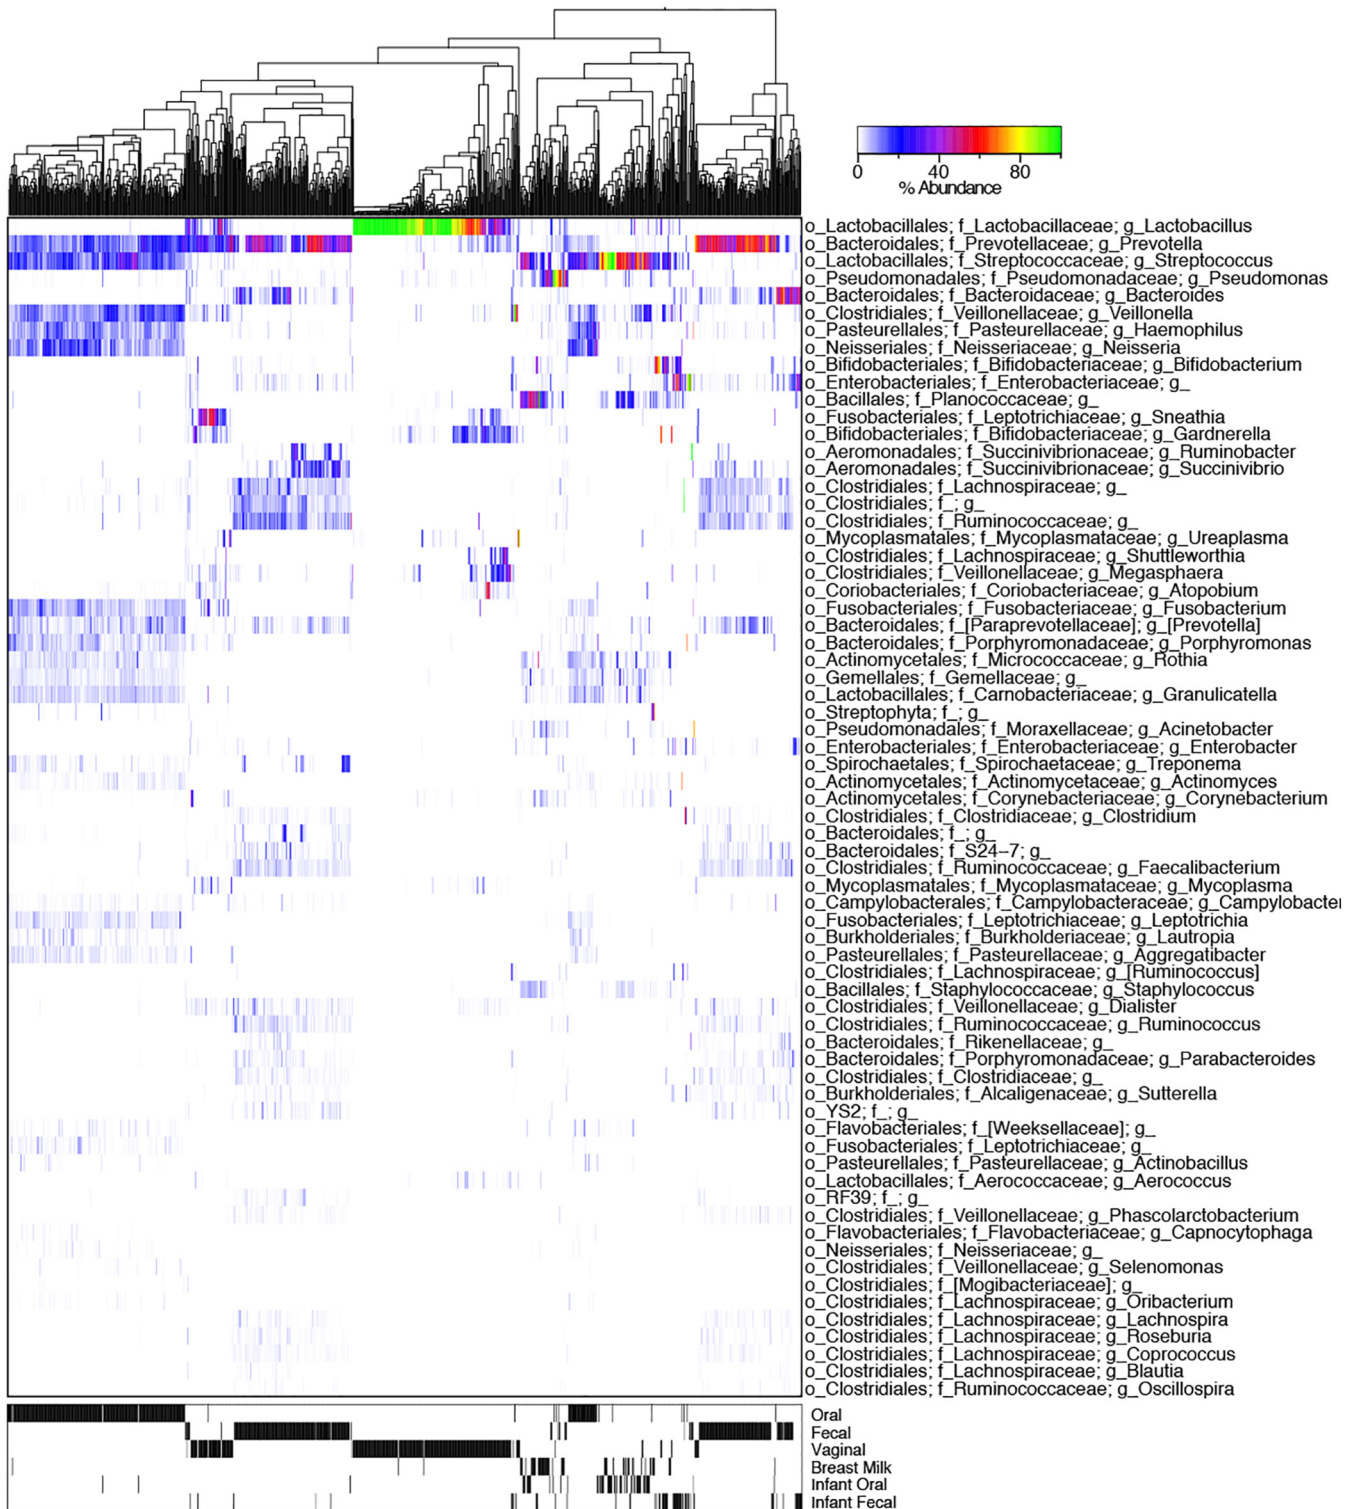 0 40 80
% Abundance
o_Lactobacillales; f_Lactobacillaceae; g_Lactobacillus
o_Bacteroidales; f_Prevotellaceae; g_Prevotella
o_Lactobacillales; f_Streptococcaceae; g_Streptococcus
o_Pseudomonadales; f_Pseudomonadaceae; g_Pseudomonas
o_Bacteroidales; f_Bacteroidaceae; g_Bacteroides
o_Clostridiales; f_Veillonellaceae; g_Veillonella
o_Pasteurellales; f_Pasteurellaceae; g_Haemophilus
o_Neisseriales; f_Neisseriaceae; g_Neisseria
o_Bifidobacteriales; f_Bifidobacteriaceae; g_Bifidobacterium
o_Enterobacteriales; f_Enterobacteriaceae; g_
o_Bacillales; f_Planococcaceae; g_
o_Fusobacteriales; f_Leptotrichiaceae; g_Sneathia
o_Bifidobacteriales; f_Bifidobacteriaceae; g_Gardnerella
o_Aeromonadales; f_Succinivibrionaceae; g_Ruminobacter
o_Aeromonadales; f_Succinivibrionaceae; g_Succinivibrio
o_Clostridiales; f_Lachnospiraceae; g_
o_Clostridiales; f_; g_
o_Clostridiales; f_Ruminococcaceae; g_
o_Mycoplasmatales; f_Mycoplasmataceae; g_Ureaplasma
o_Clostridiales; f_Lachnospiraceae; g_Shuttleworthia
o_Clostridiales; f_Veillonellaceae; g_Megasphaera
o_Coriobacteriales; f_Coriobacteriaceae; g_Atopobium
o_Fusobacteriales; f_Fusobacteriaceae; g_Fusobacterium
o_Bacteroidales; f_[Paraprevotellaceae]; g_[Prevotella]
o_Bacteroidales; f_Porphyromonadaceae; g_Porphyromonas
o_Actinomycetales; f_Micrococcaceae; g_Rothia
o_Gemellales; f_Gemellaceae; g_
o_Lactobacillales; f_Carnobacteriaceae; g_Granulicatella
o_Streptophyta; f_; g_
o_Pseudomonadales; f_Moraxellaceae; g_Acinetobacter
o_Enterobacteriales; f_Enterobacteriaceae; g_Enterobacter
o_Spirochaetales; f_Spirochaetaceae; g_Treponema
o_Actinomycetales; f_Actinomycetaceae; g_Actinomyces
o_Actinomycetales; f_Corynebacteriaceae; g_Corynebacterium
o_Clostridiales; f_Clostridiaceae; g_Clostridium
o_Bacteroidales; f_; g_
o_Bacteroidales; f_S24–7; g_
o_Clostridiales; f_Ruminococcaceae; g_Faecalibacterium
o_Mycoplasmatales; f_Mycoplasmataceae; g_Mycoplasma
o_Campylobacterales; f_Campylobacteraceae; g_Campylobacte
o_Fusobacteriales; f_Leptotrichiaceae; g_Leptotrichia
o_Burkholderiales; f_Burkholderiaceae; g_Lautropia
o_Pasteurellales; f_Pasteurellaceae; g_Aggregatibacter
o_Clostridiales; f_Lachnospiraceae; g_[Ruminococcus]
o_Bacillales; f_Staphylococcaceae; g_Staphylococcus
o_Clostridiales; f_Veillonellaceae; g_Dialister
o_Clostridiales; f_Ruminococcaceae; g_Ruminococcus
o_Bacteroidales; f_Rikenellaceae; g_
o_Bacteroidales; f_Porphyromonadaceae; g_Parabacteroides
o_Clostridiales; f_Clostridiaceae; g_
o_Burkholderiales; f_Alcaligenaceae; g_Sutterella
o_YS2; f_; g_
o_Flavobacteriales; f_[Weeksellaceae]; g_
o_Fusobacteriales; f_Leptotrichiaceae; g_
o_Pasteurellales; f_Pasteurellaceae; g_Actinobacillus
o_Lactobacillales; f_Aerococcaceae; g_Aerococcus
o_RF39; f_; g_
o_Clostridiales; f_Veillonellaceae; g_Phascolarctobacterium
o_Flavobacteriales; f_Flavobacteriaceae; g_Capnocytophaga
o_Neisseriales; f_Neisseriaceae; g_
o_Clostridiales; f_Veillonellaceae; g_Selenomonas
o_Clostridiales; f_[Mogibacteriaceae]; g_
o_Clostridiales; f_Lachnospiraceae; g_Oribacterium
o_Clostridiales; f_Lachnospiraceae; g_Lachnospira
o_Clostridiales; f_Lachnospiraceae; g_Roseburia
o_Clostridiales; f_Lachnospiraceae; g_Coprococcus
o_Clostridiales; f_Lachnospiraceae; g_Blautia
o_Clostridiales; f_Ruminococcaceae; g_Oscillospira
Oral
Fecal
Vaginal
Breast Milk
Infant Oral
Infant Fecal